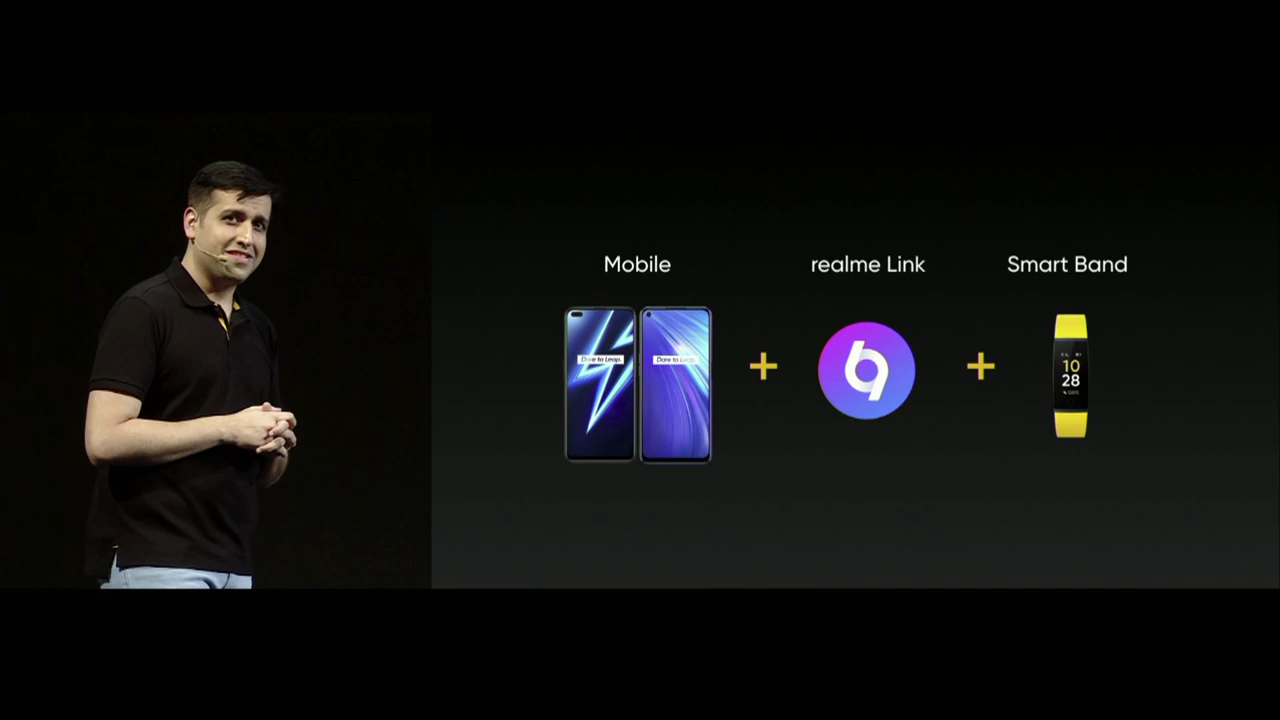 Mobile
realme Link
Smart Band
Dare to Leap.
Dare to Leap.
10
28